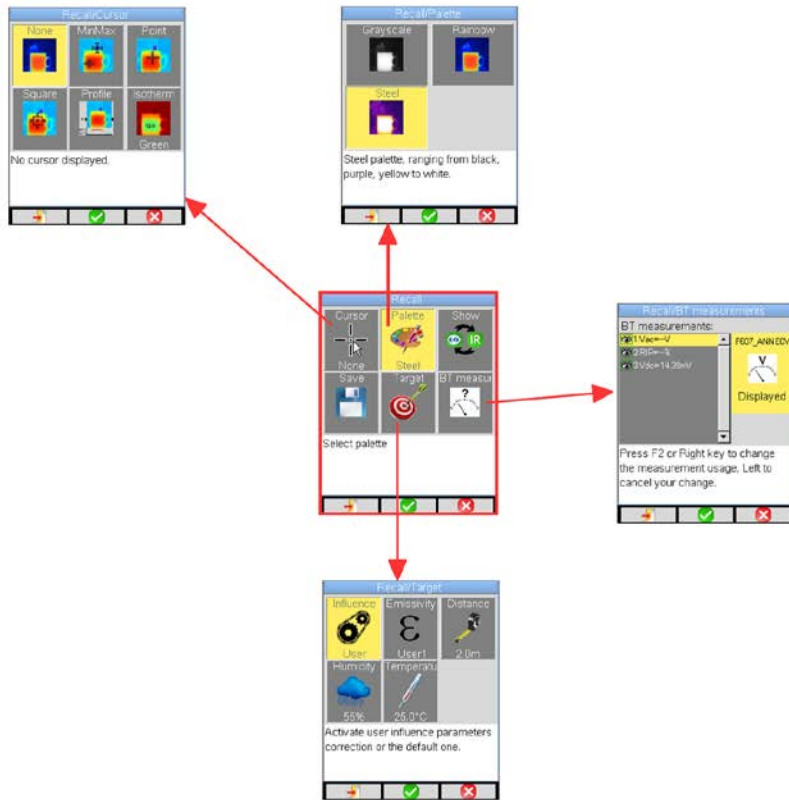 Recall/Cursor
None MinMax Point
Square Profile Isotherm
Green
No cursor displayed.
Recall/Palette
Grayscale Rainbow
Steel
Steel palette, ranging from black,
purple, yellow to white.
Recall
Cursor Palette Show
IR
None Steel
Save Target BT measur
?
Select palette
Recall/BT measurements
BT measurements:
V
Displayed
Press F2 or Right key to change
the measurement usage, Left to
cancel your change.
Recall/Target
Influence Emissivity Distance
ε
User User1 2.0m
Humidity Temperatu
55% 25.0°C
Activate user influence parameters
correction or the default one.